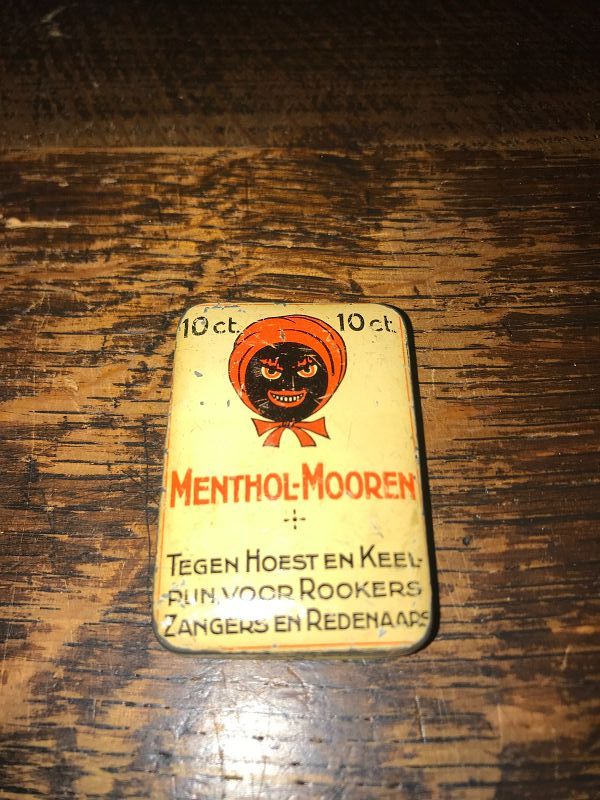 10 ct. 10 ct.
MENTHOL-MOOREN
TEGEN HOEST EN KEEL-
PIJN, VOOR ROOKERS
ZANGERS EN REDENAARS